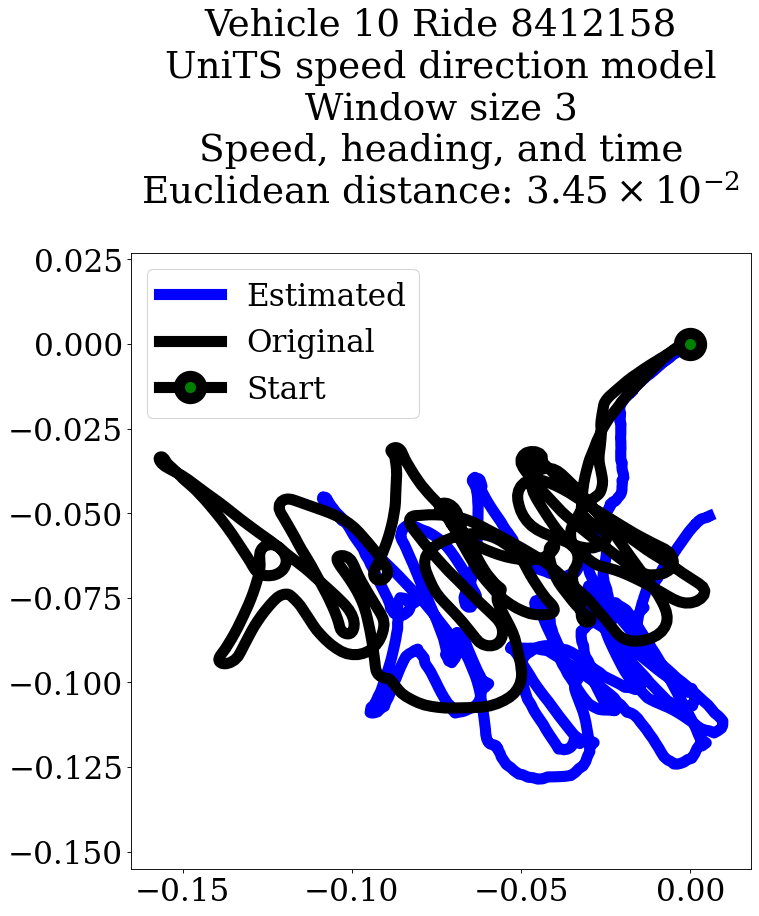 Vehicle 10 Ride 8412158
UniTS speed direction model
Window size 3
Speed, heading, and time
Euclidean distance: 3.45 × 10⁻²
0.025
0.000
−0.025
−0.050
−0.075
−0.100
−0.125
−0.150
Estimated
Original
Start
−0.15
−0.10
−0.05
0.00